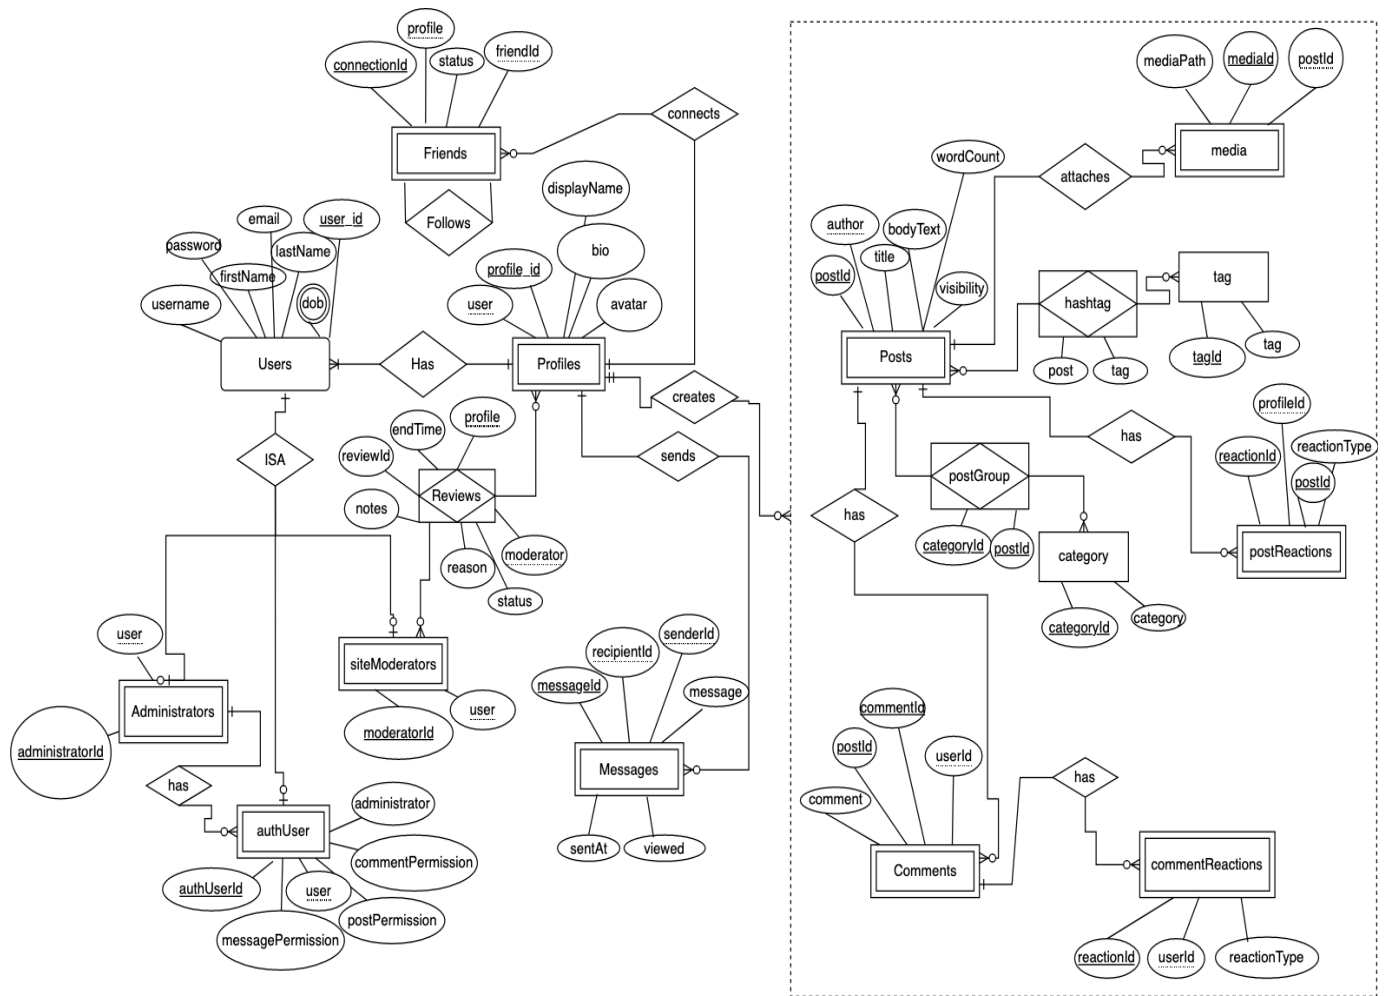 profile
connectionId
status
friendId
Friends
connects
Follows
displayName
email
user_id
password
lastName
firstName
bio
profile_id
username
dob
user
avatar
Users
Has
Profiles
creates
endTime
profile
ISA
reviewId
sends
Reviews
notes
reason
moderator
status
user
siteModerators
recipientId
senderId
messageId
message
Administrators
user
moderatorId
administratorId
Messages
has
administrator
authUser
sentAt
viewed
commentPermission
authUserId
user
postPermission
messagePermission
mediaPath
mediaId
postId
media
wordCount
attaches
author
bodyText
title
postId
visibility
hashtag
tag
Posts
post
tag
tagId
tag
profileId
has
reactionType
reactionId
postId
postGroup
has
categoryId
postId
category
postReactions
categoryId
category
commentId
postId
userId
has
comment
Comments
commentReactions
reactionId
userId
reactionType